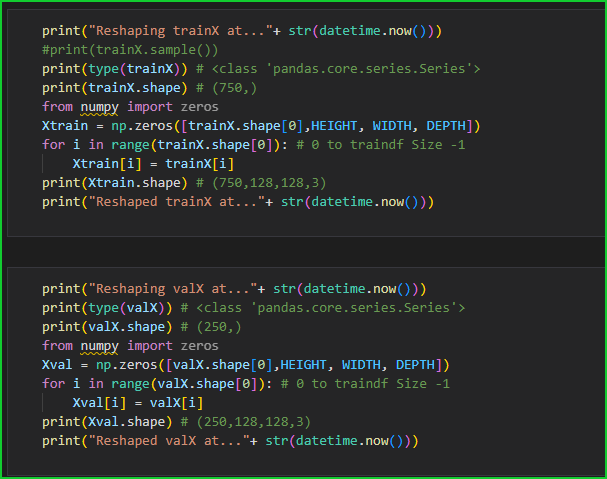 print("Reshaping trainX at..."+ str(datetime.now()))
#print(trainX.sample())
print(type(trainX)) # <class 'pandas.core.series.Series'>
print(trainX.shape) # (750,)
from numpy import zeros
Xtrain = np.zeros([trainX.shape[0],HEIGHT, WIDTH, DEPTH])
for i in range(trainX.shape[0]): # 0 to traindf Size -1
    Xtrain[i] = trainX[i]
print(Xtrain.shape) # (750,128,128,3)
print("Reshaped trainX at..."+ str(datetime.now()))
print("Reshaping valX at..."+ str(datetime.now()))
print(type(valX)) # <class 'pandas.core.series.Series'>
print(valX.shape) # (250,)
from numpy import zeros
Xval = np.zeros([valX.shape[0],HEIGHT, WIDTH, DEPTH])
for i in range(valX.shape[0]): # 0 to traindf Size -1
    Xval[i] = valX[i]
print(Xval.shape) # (250,128,128,3)
print("Reshaped valX at..."+ str(datetime.now()))